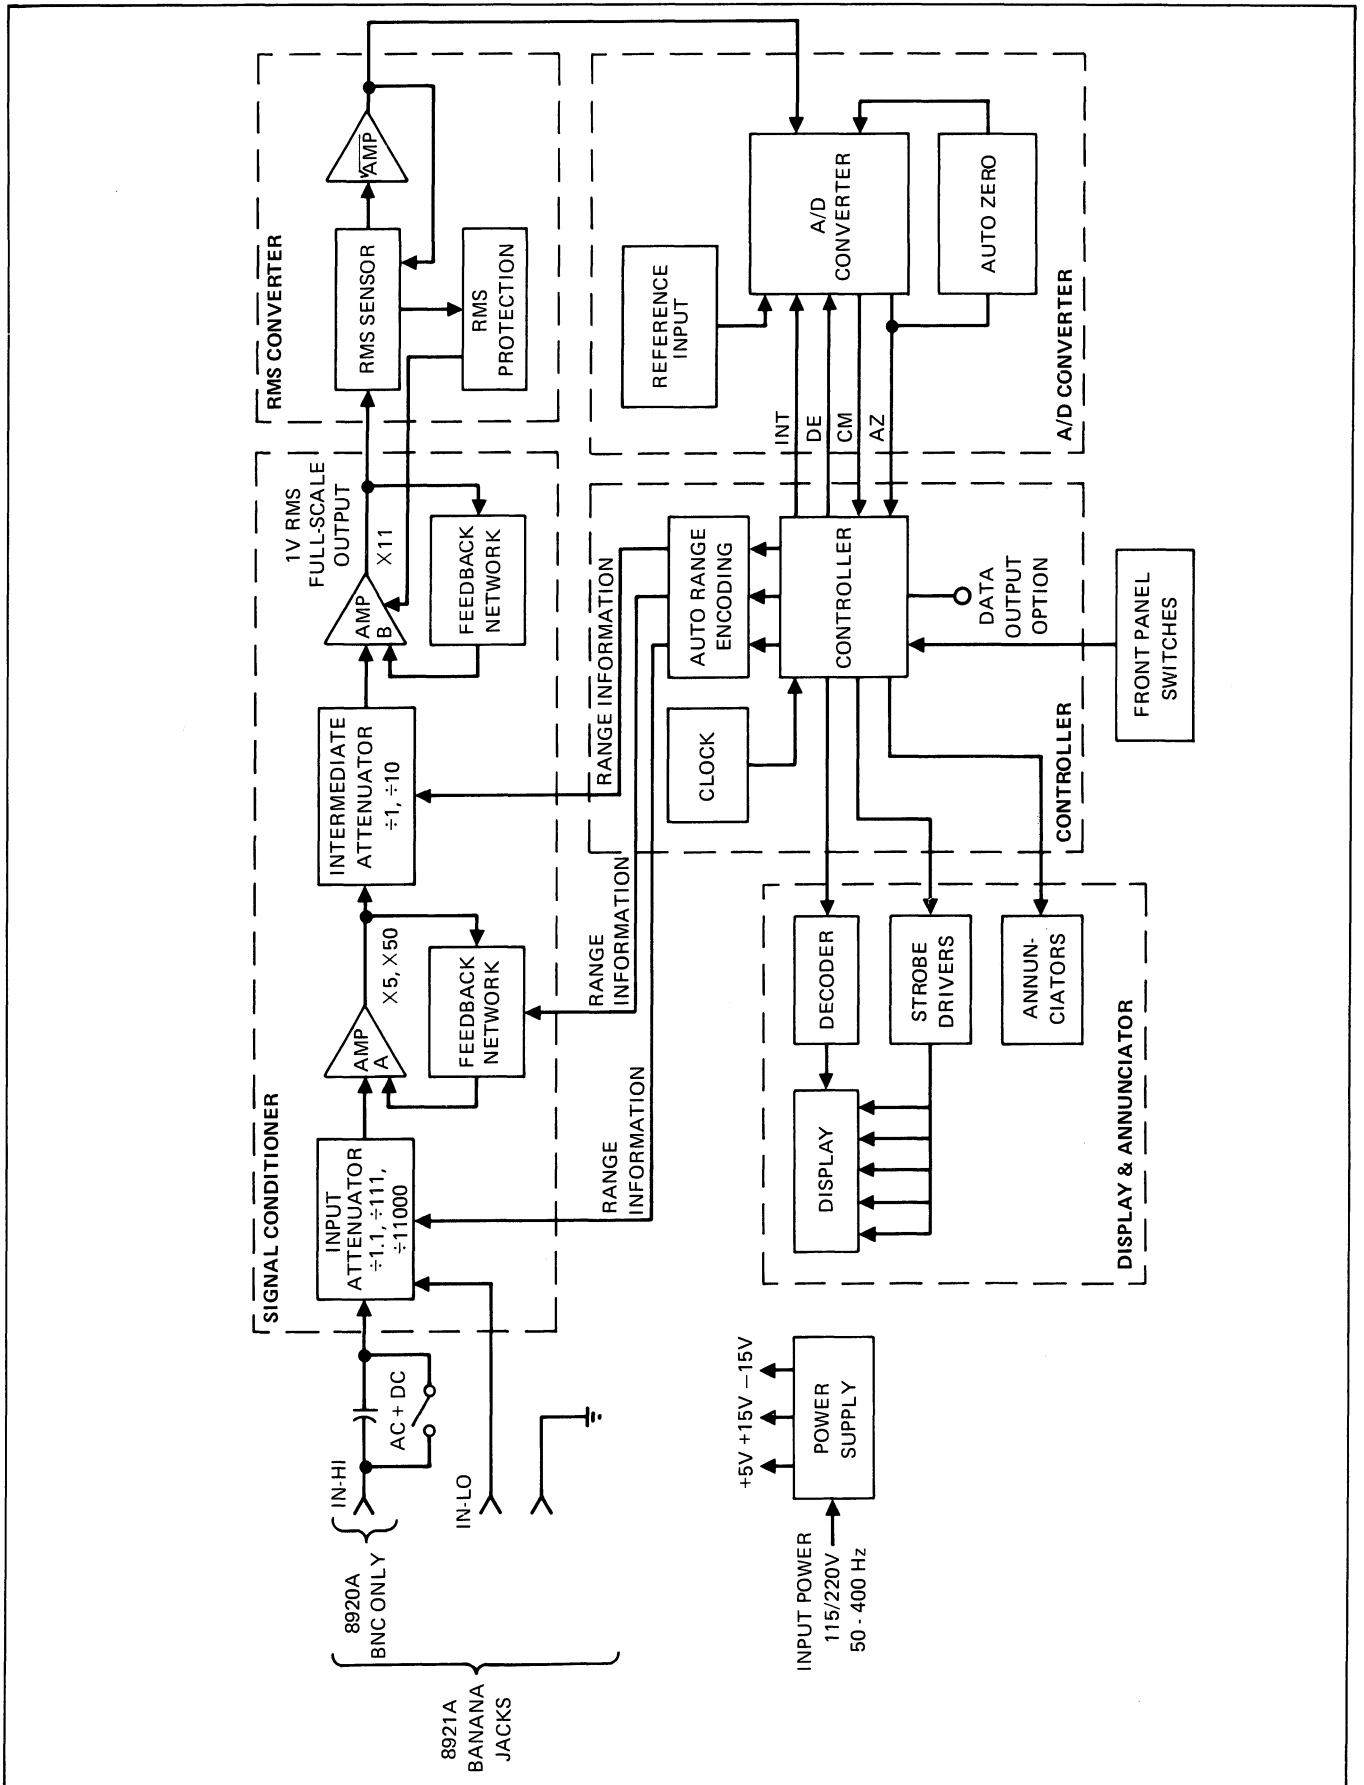 8921A
BANANA
JACKS
8920A
BNC ONLY
IN-HI
AC + DC
IN-LO
SIGNAL CONDITIONER
INPUT
ATTENUATOR
÷1.1, ÷111,
÷11000
AMP
A
X5, X50
FEEDBACK
NETWORK
INTERMEDIATE
ATTENUATOR
÷1, ÷10
AMP
B
X11
1V RMS
FULL-SCALE
OUTPUT
FEEDBACK
NETWORK
RMS CONVERTER
RMS SENSOR
RMS
PROTECTION
√AMP
RANGE
INFORMATION
RANGE
INFORMATION
RANGE INFORMATION
INPUT POWER
115/220V
50 - 400 Hz
POWER
SUPPLY
+5V +15V −15V
DISPLAY
DECODER
STROBE
DRIVERS
ANNUN-
CIATORS
DISPLAY & ANNUNCIATOR
CLOCK
AUTO RANGE
ENCODING
CONTROLLER
DATA
OUTPUT
OPTION
CONTROLLER
FRONT PANEL
SWITCHES
INT
DE
CM
AZ
REFERENCE
INPUT
A/D
CONVERTER
AUTO ZERO
A/D CONVERTER